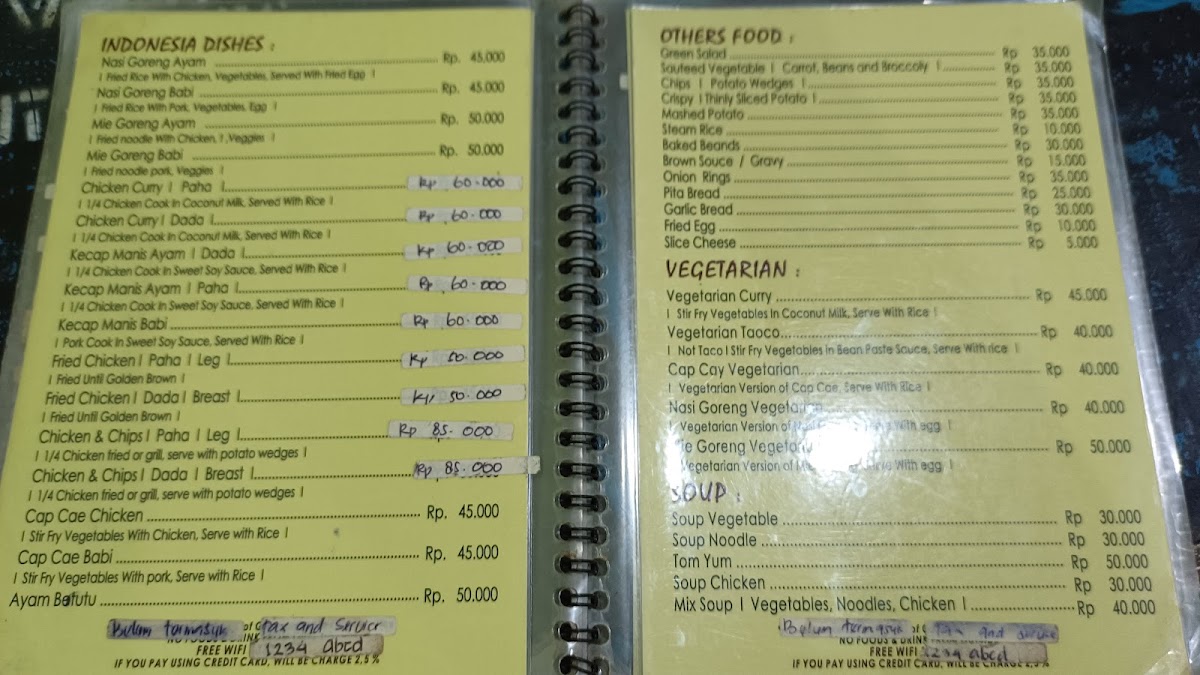 INDONESIA DISHES :
Nasi Goreng Ayam Rp. 45.000
I Fried Rice With Chicken, Vegetables, Served With Fried Egg I
Nasi Goreng Babi Rp. 45.000
I Fried Rice With Pork, Vegetables, Egg I
Mie Goreng Ayam Rp. 50.000
I Fried noodle With Chicken, ! ,Veggies I
Mie Goreng Babi Rp. 50.000
I Fried noodle pork, Veggies I
Chicken Curry I Paha I Rp 60.000
I 1/4 Chicken Cook In Coconut Milk, Served With Rice I
Chicken Curry I Dada I Rp 60.000
I 1/4 Chicken Cook In Coconut Milk, Served With Rice I
Kecap Manis Ayam I Dada I Rp 60.000
I 1/4 Chicken Cook In Sweet Soy Sauce, Served With Rice I
Kecap Manis Ayam I Paha I Rp 60.000
I 1/4 Chicken Cook In Sweet Soy Sauce, Served With Rice I
Kecap Manis Babi Rp 60.000
I Pork Cook In Sweet Soy Sauce, Served With Rice I
Fried Chicken I Paha I Leg I Rp 50.000
I Fried Until Golden Brown I
Fried Chicken I Dada I Breast I Rp 50.000
I Fried Until Golden Brown I
Chicken & Chips I Paha I Leg I Rp 85.000
I 1/4 Chicken fried or grill, serve with potato wedges I
Chicken & Chips I Dada I Breast I Rp 85.000
I 1/4 Chicken fried or grill, serve with potato wedges I
Cap Cae Chicken Rp. 45.000
I Stir Fry Vegetables With Chicken, Serve with Rice I
Cap Cae Babi Rp. 45.000
I Stir Fry Vegetables With pork, Serve with Rice I
Ayam Betutu Rp. 50.000
Belum termasyk of G tax and service
FREE WIFI 1234 abcd
IF YOU PAY USING CREDIT CARD, WILL BE CHARGE 2,5 %
OTHERS FOOD :
Green Salad Rp 35.000
Sauteed Vegetable I Carrot, Beans and Broccoly I Rp 35.000
Chips I Potato Wedges I Rp 35.000
Crispy I Thinly Sliced Potato I Rp 35.000
Mashed Potato Rp 35.000
Steam Rice Rp 10.000
Baked Beands Rp 30.000
Brown Sauce / Gravy Rp 15.000
Onion Rings Rp 35.000
Pita Bread Rp 25.000
Garlic Bread Rp 30.000
Fried Egg Rp 10.000
Slice Cheese Rp 5.000
VEGETARIAN :
Vegetarian Curry Rp 45.000
I Stir Fry Vegetables In Coconut Milk, Serve With Rice I
Vegetarian Taoco Rp 40.000
I Not Taco I Stir Fry Vegetables In Bean Paste Sauce, Serve With rice I
Cap Cay Vegetarian Rp 40.000
I Vegetarian Version of Cap Cae, Serve With Rice I
Nasi Goreng Vegetarian Rp 40.000
I Vegetarian Version of With egg I
Mie Goreng Vegetarian Rp 50.000
Vegetarian Version of With egg I
SOUP :
Soup Vegetable Rp 30.000
Soup Noodle Rp 30.000
Tom Yum Rp 50.000
Soup Chicken Rp 30.000
Mix Soup I Vegetables, Noodles, Chicken I Rp 40.000
Belum termasyk of G tax and service
NO FOODS & DRINK
FREE WIFI 1234 abcd
IF YOU PAY USING CREDIT CARD, WILL BE CHARGE 2,5 %